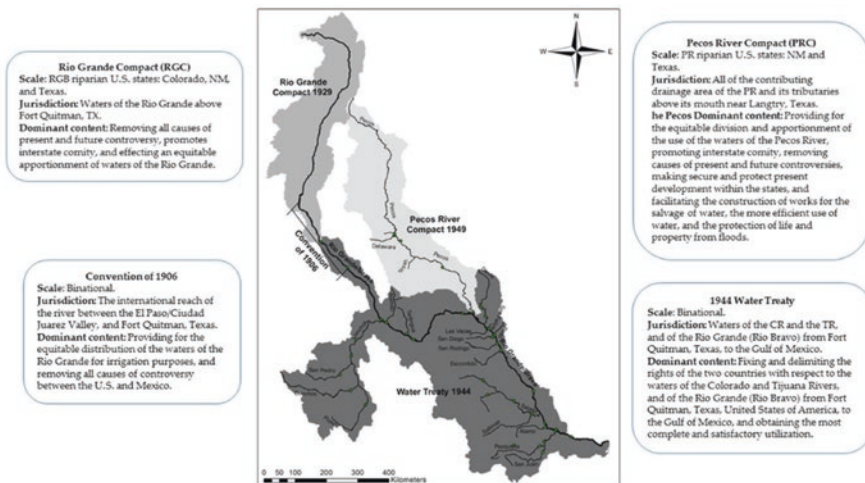 Rio Grande Compact (RGC)
Scale: RGB riparian U.S. states: Colorado, NM,
and Texas.
Jurisdiction: Waters of the Rio Grande above
Fort Quitman, TX.
Dominant content: Removing all causes of
present and future controversy, promotes
interstate comity, and effecting an equitable
apportionment of waters of the Rio Grande.
Convention of 1906
Scale: Binational.
Jurisdiction: The international reach of
the river between the El Paso/Ciudad
Juarez Valley, and Fort Quitman, Texas.
Dominant content: Providing for the
equitable distribution of the waters of the
Rio Grande for irrigation purposes, and
removing all causes of controversy
between the U.S. and Mexico.
N
W
E
S
Rio Grande
Compact 1929
Pecos
Pecos River
Compact 1949
Delaware
Pecos
Convention
of 1906
Las Vacas
San Diego
San Rodrigo
Escondido
San Pedro
Water Treaty 1944
Alamo
San Juan
0 50 100 200 300 400
Kilometers
Pecos River Compact (PRC)
Scale: PR riparian U.S. states: NM and
Texas.
Jurisdiction: All of the contributing
drainage area of the PR and its tributaries
above its mouth near Langtry, Texas.
he Pecos Dominant content: Providing for
the equitable division and apportionment of
the use of the waters of the Pecos River,
promoting interstate comity, removing
causes of present and future controversies,
making secure and protect present
development within the states, and
facilitating the construction of works for the
salvage of water, the more efficient use of
water, and the protection of life and
property from floods.
1944 Water Treaty
Scale: Binational.
Jurisdiction: Waters of the CR and the TR,
and of the Rio Grande (Rio Bravo) from Fort
Quitman, Texas, to the Gulf of Mexico.
Dominant content: Fixing and delimiting the
rights of the two countries with respect to the
waters of the Colorado and Tijuana Rivers,
and of the Rio Grande (Rio Bravo) from Fort
Quitman, Texas, United States of America, to
the Gulf of Mexico, and obtaining the most
complete and satisfactory utilization.